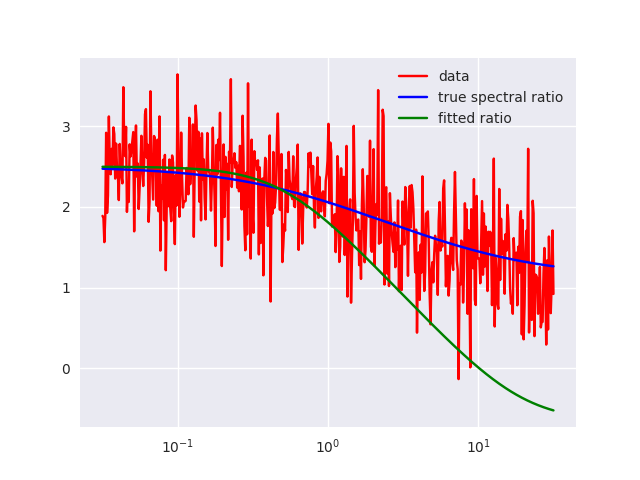 data
true spectral ratio
fitted ratio
3
2
1
0
10⁻¹
10⁰
10¹